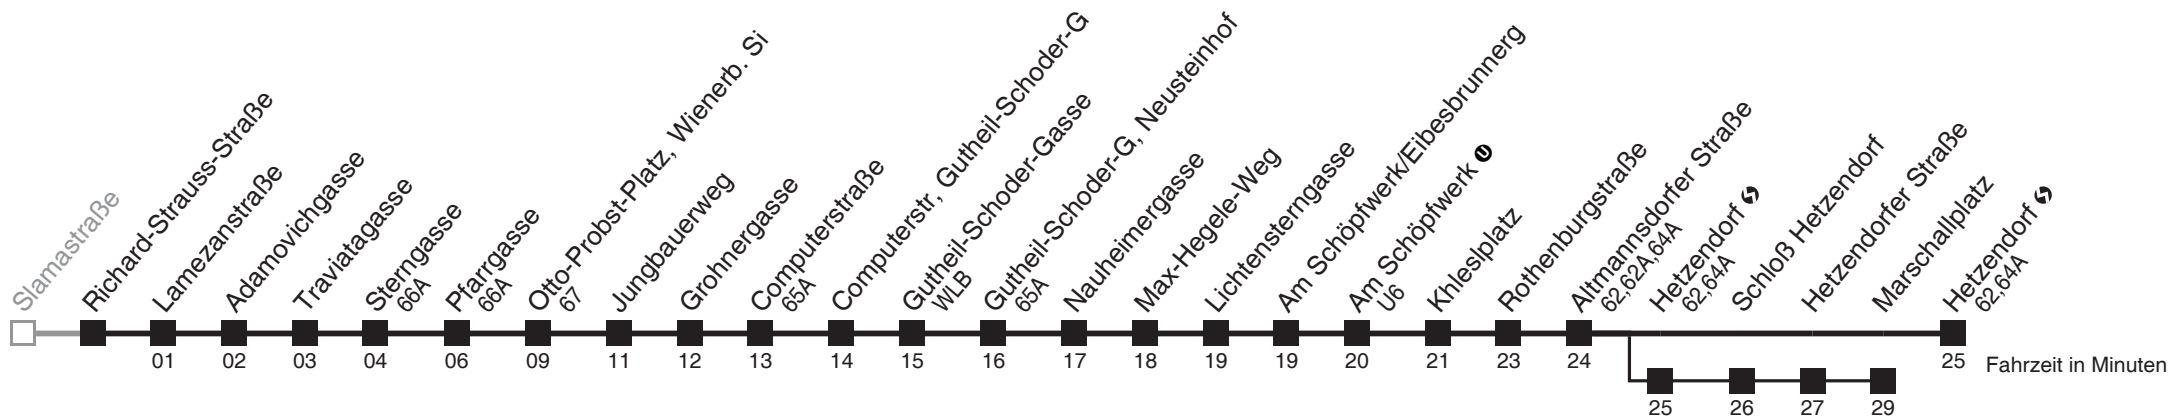 Slamastraße
Richard-Strauss-Straße
Lamezanstraße
Adamovichgasse
Traviatagasse
Sterngasse
66A
Pfarrgasse
66A
Otto-Probst-Platz, Wienerb. Si
67
Jungbauerweg
Grohnergasse
Computerstraße
65A
Computerstr, Gutheil-Schoder-G
Gutheil-Schoder-Gasse
WLB
Gutheil-Schoder-G, Neusteinhof
65A
Nauheimergasse
Max-Hegele-Weg
Lichtensterngasse
Am Schöpfwerk/Eibesbrunnerg
Am Schöpfwerk U
U6
Khleslplatz
Rothenburgstraße
Altmannsdorfer Straße
62,62A,64A
Hetzendorf
62,64A
Schloß Hetzendorf
Hetzendorfer Straße
Marschallplatz
Hetzendorf
62,64A
01 02 03 04 06 09 11 12 13 14 15 16 17 18 19 19 20 21 23 24 25 Fahrzeit in Minuten
25 26 27 29